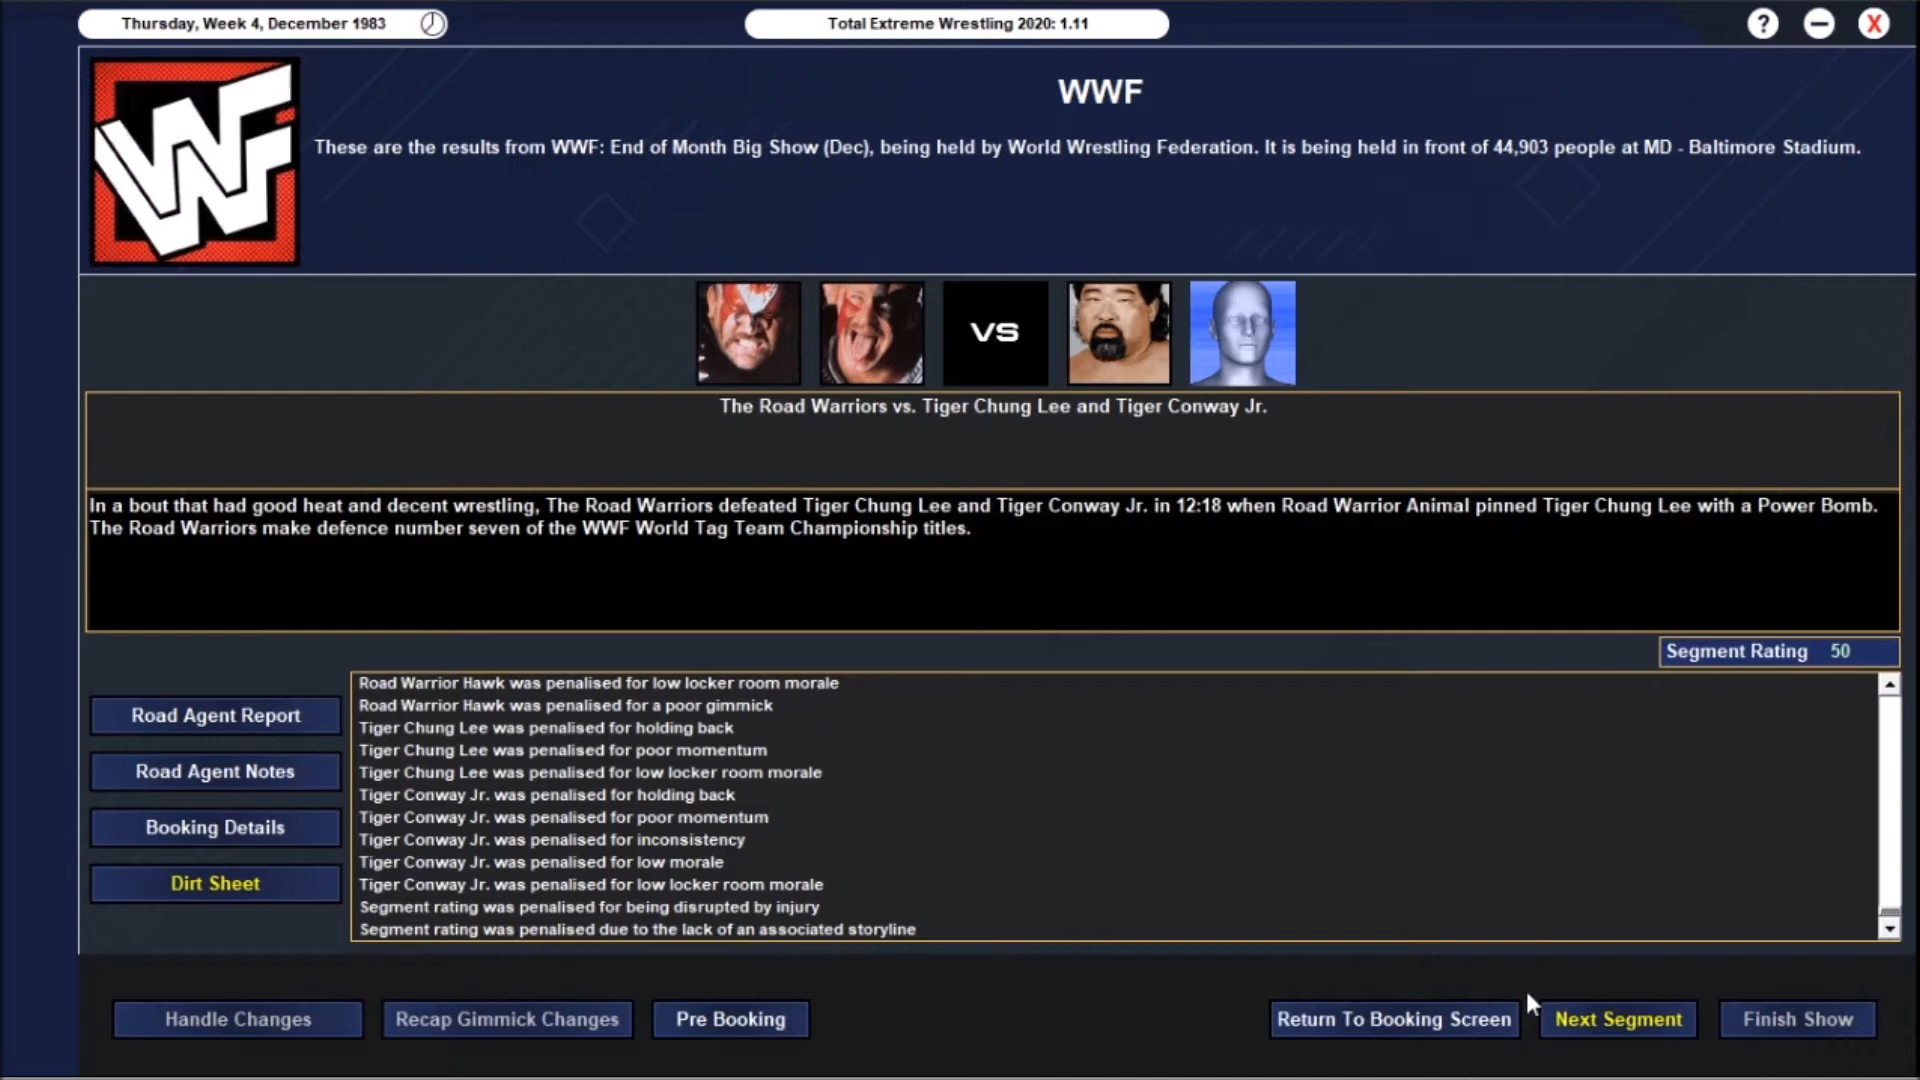 Thursday, Week 4, December 1983
Total Extreme Wrestling 2020: 1.11
?
X
WF
WWF
These are the results from WWF: End of Month Big Show (Dec), being held by World Wrestling Federation. It is being held in front of 44,903 people at MD - Baltimore Stadium.
VS
The Road Warriors vs. Tiger Chung Lee and Tiger Conway Jr.
In a bout that had good heat and decent wrestling, The Road Warriors defeated Tiger Chung Lee and Tiger Conway Jr. in 12:18 when Road Warrior Animal pinned Tiger Chung Lee with a Power Bomb.
The Road Warriors make defence number seven of the WWF World Tag Team Championship titles.
Segment Rating 50
Road Agent Report
Road Agent Notes
Booking Details
Dirt Sheet
Road Warrior Hawk was penalised for low locker room morale
Road Warrior Hawk was penalised for a poor gimmick
Tiger Chung Lee was penalised for holding back
Tiger Chung Lee was penalised for poor momentum
Tiger Chung Lee was penalised for low locker room morale
Tiger Conway Jr. was penalised for holding back
Tiger Conway Jr. was penalised for poor momentum
Tiger Conway Jr. was penalised for inconsistency
Tiger Conway Jr. was penalised for low morale
Tiger Conway Jr. was penalised for low locker room morale
Segment rating was penalised for being disrupted by injury
Segment rating was penalised due to the lack of an associated storyline
Handle Changes
Recap Gimmick Changes
Pre Booking
Return To Booking Screen
Next Segment
Finish Show